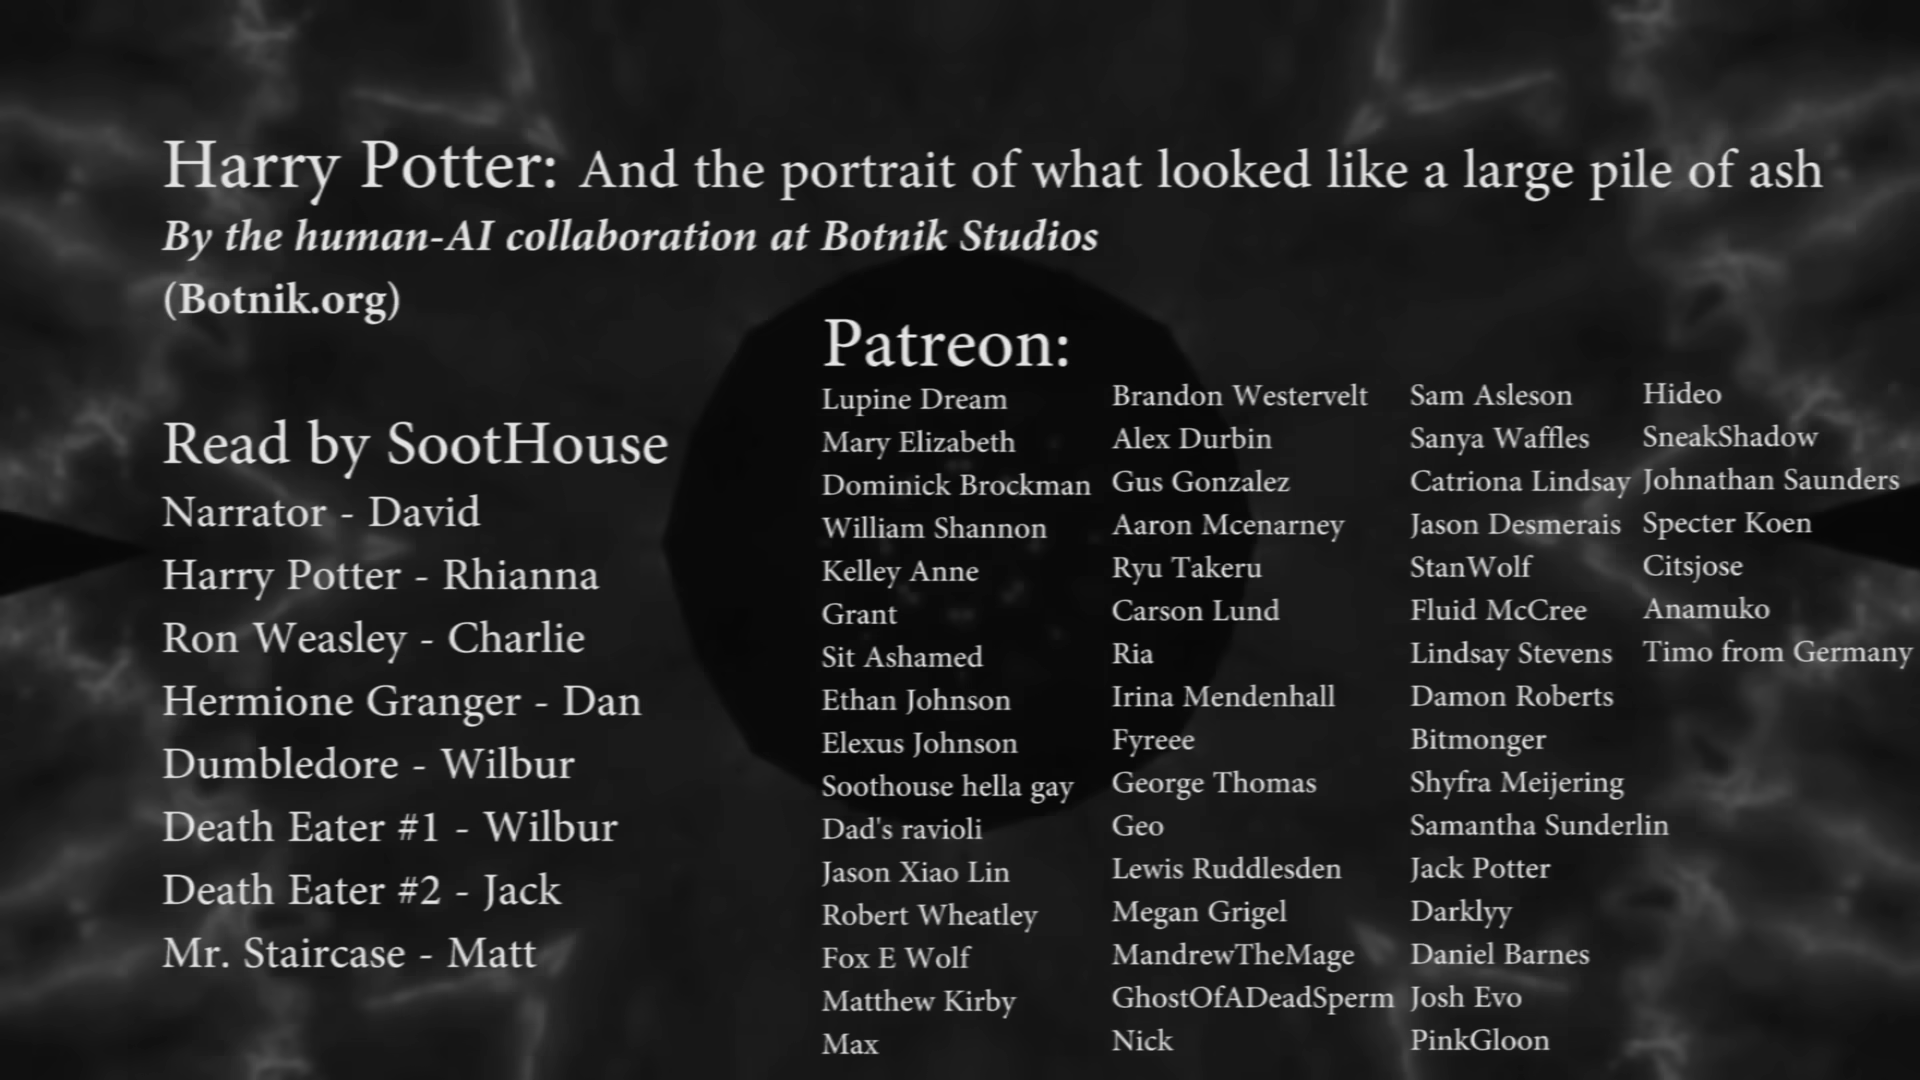 Harry Potter: And the portrait of what looked like a large pile of ash
By the human-AI collaboration at Botnik Studios
(Botnik.org)
Read by SootHouse
Narrator - David
Harry Potter - Rhianna
Ron Weasley - Charlie
Hermione Granger - Dan
Dumbledore - Wilbur
Death Eater #1 - Wilbur
Death Eater #2 - Jack
Mr. Staircase - Matt
Patreon:
Lupine Dream
Mary Elizabeth
Dominick Brockman
William Shannon
Kelley Anne
Grant
Sit Ashamed
Ethan Johnson
Elexus Johnson
Soothouse hella gay
Dad's ravioli
Jason Xiao Lin
Robert Wheatley
Fox E Wolf
Matthew Kirby
Max
Brandon Westervelt
Alex Durbin
Gus Gonzalez
Aaron Mcenarney
Ryu Takeru
Carson Lund
Ria
Irina Mendenhall
Fyreee
George Thomas
Geo
Lewis Ruddlesden
Megan Grigel
MandrewTheMage
GhostOfADeadSperm
Nick
Sam Asleson
Sanya Waffles
Catriona Lindsay
Jason Desmerais
StanWolf
Fluid McCree
Lindsay Stevens
Damon Roberts
Bitmonger
Shyfra Meijering
Samantha Sunderlin
Jack Potter
Darklyy
Daniel Barnes
Josh Evo
PinkGloon
Hideo
SneakShadow
Johnathan Saunders
Specter Koen
Citsjose
Anamuko
Timo from Germany